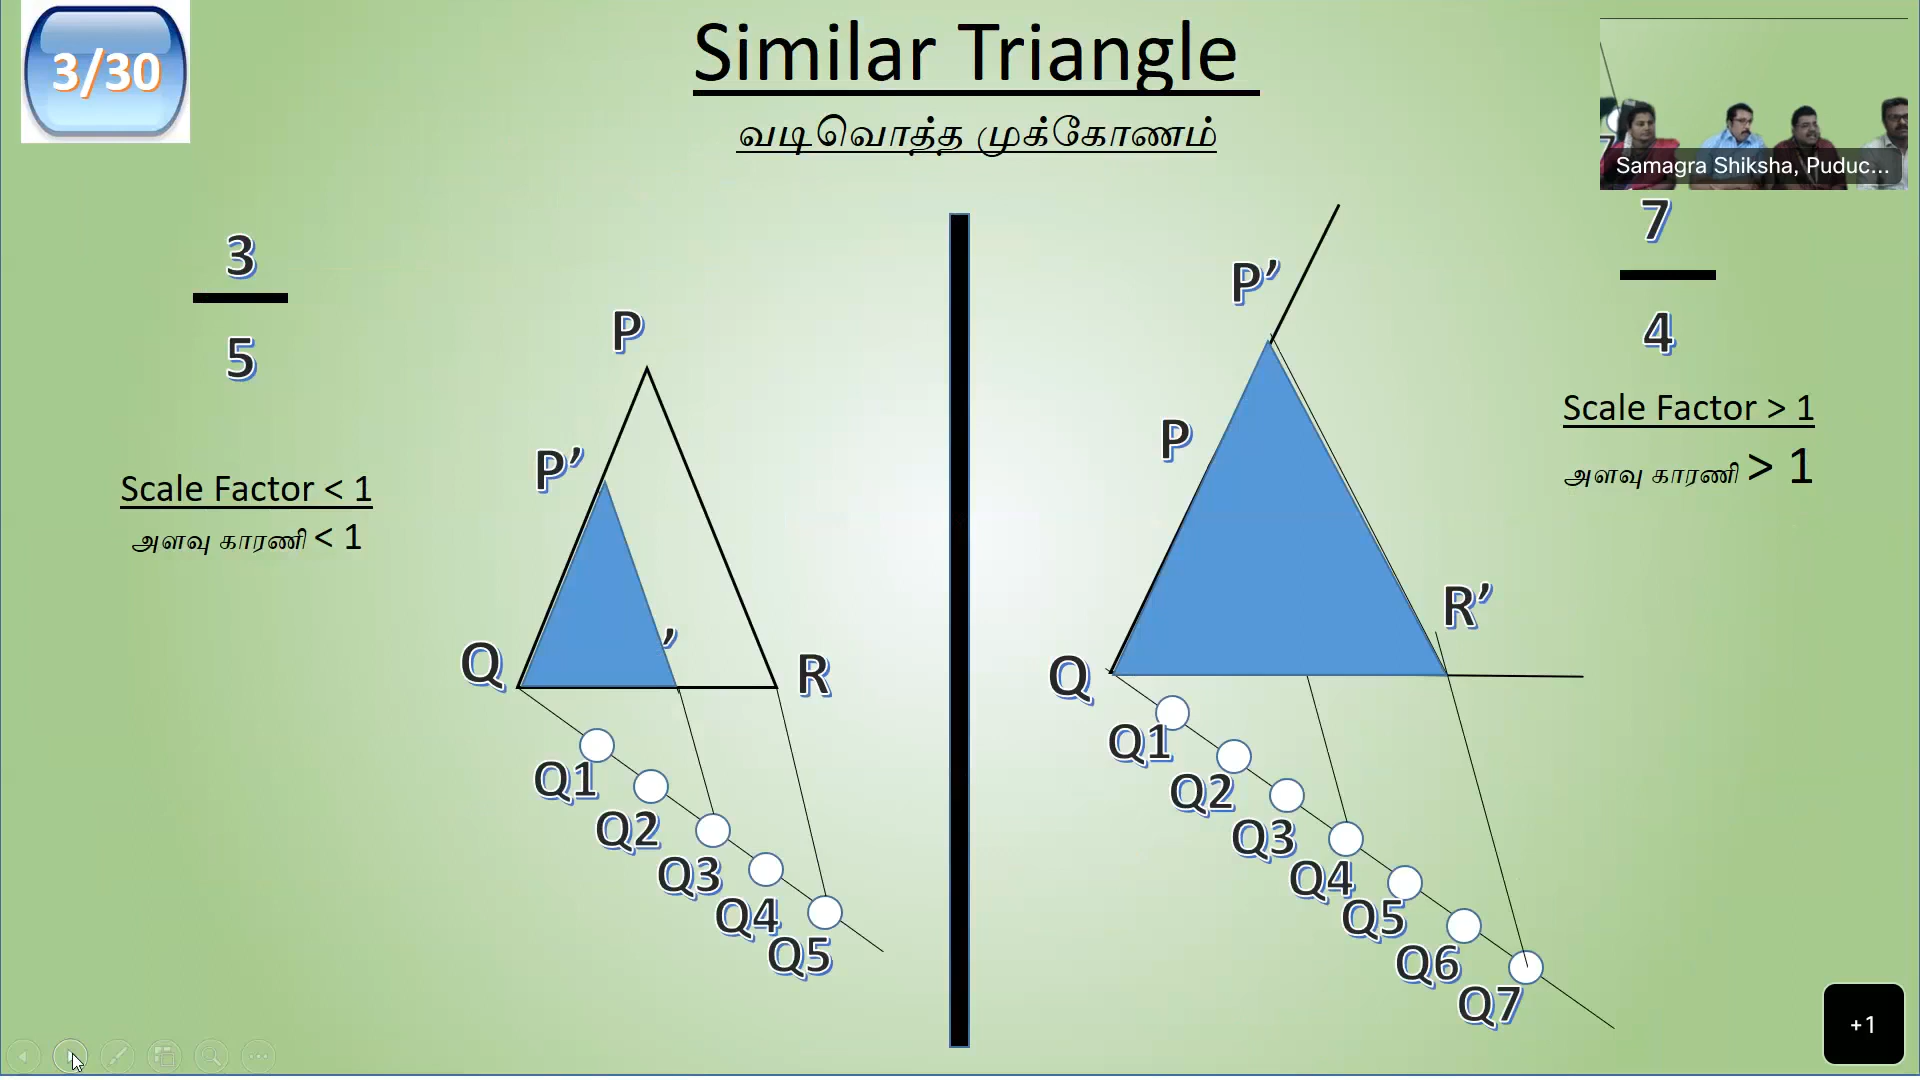 3/30
Similar Triangle
வடிவொத்த முக்கோணம்
Samagra Shiksha, Puduc...
3
5
Scale Factor < 1
அளவு காரணி < 1
P
P’
Q
’
R
Q1
Q2
Q3
Q4
Q5
7
4
Scale Factor > 1
அளவு காரணி > 1
P’
P
R’
Q
Q1
Q2
Q3
Q4
Q5
Q6
Q7
+1